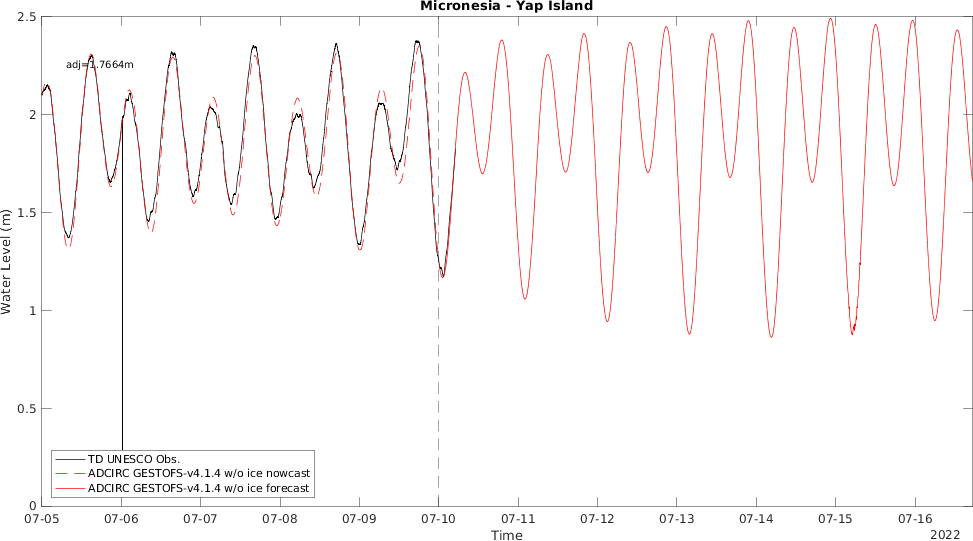 Micronesia - Yap Island
2.5
adj=1.7664m
2
1.5
Water Level (m)
1
0.5
0
TD UNESCO Obs.
ADCIRC GESTOFS-v4.1.4 w/o ice nowcast
ADCIRC GESTOFS-v4.1.4 w/o ice forecast
07-05 07-06 07-07 07-08 07-09 07-10 07-11 07-12 07-13 07-14 07-15 07-16
Time
2022